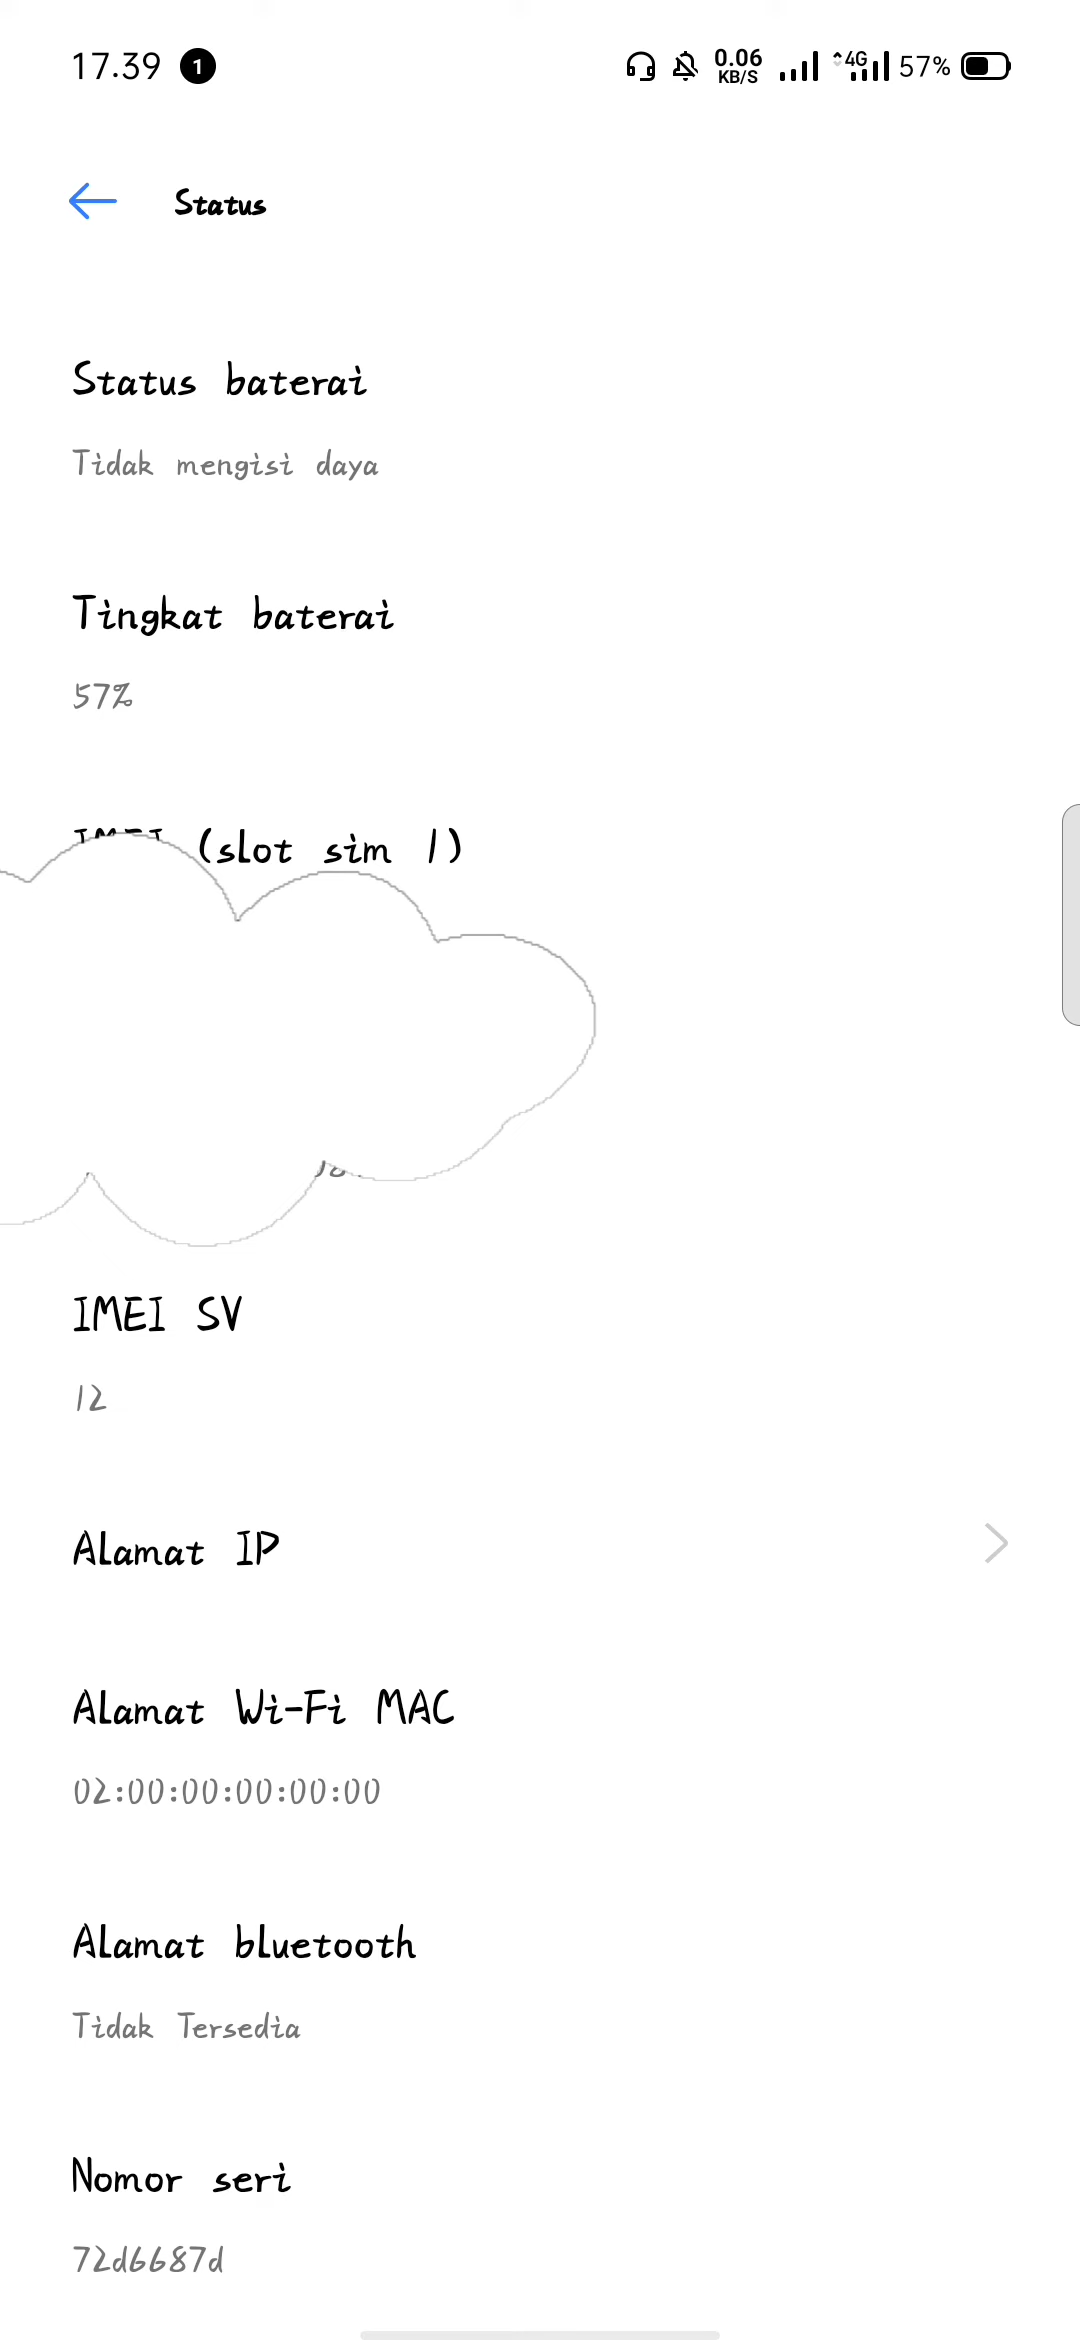 17.39 1 0.06 KB/S 4G 57%
Status
Status baterai
Tidak mengisi daya
Tingkat baterai
57%
(slot sim 1)
IMEI SV
12
Alamat IP
Alamat Wi-Fi MAC
02:00:00:00:00:00
Alamat bluetooth
Tidak Tersedia
Nomor seri
72d6687d